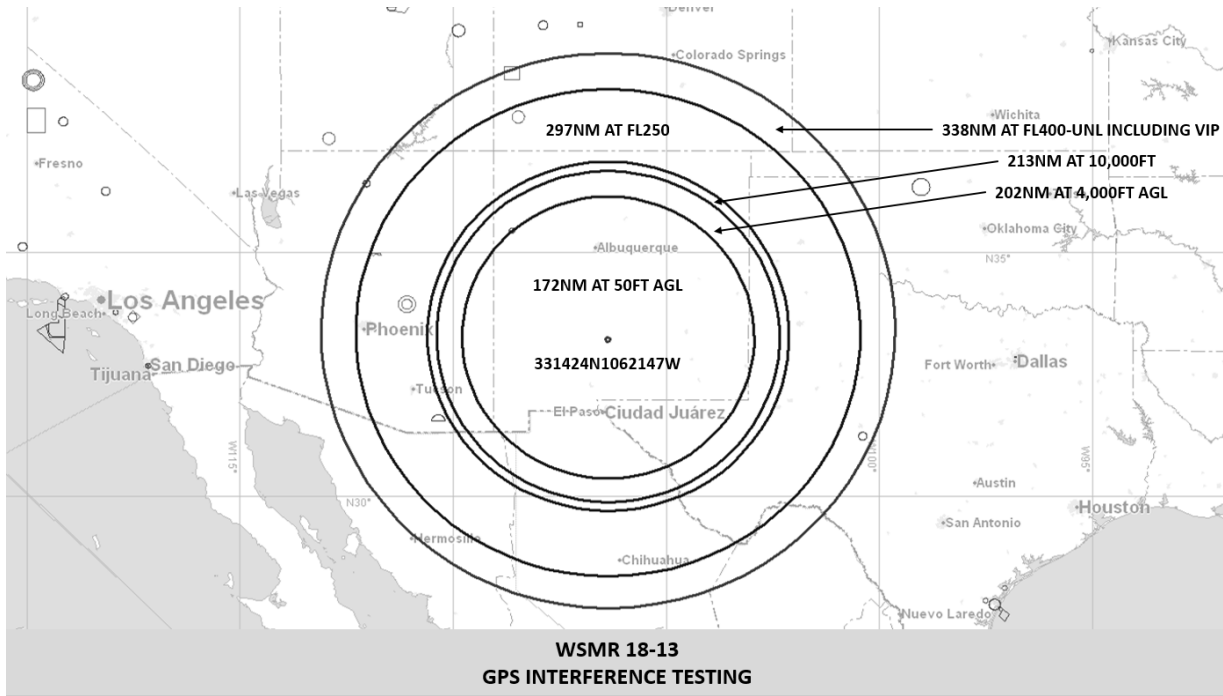 Denver
Colorado Springs
Kansas City
297NM AT FL250
338NM AT FL400-UNL INCLUDING VIP
Wichita
213NM AT 10,000FT
Fresno
Las Vegas
202NM AT 4,000FT AGL
Oklahoma City
Albuquerque
N35°
172NM AT 50FT AGL
Los Angeles
Long Beach
Phoenix
331424N1062147W
San Diego
Tijuana
Fort Worth
Dallas
Tucson
El Paso
Ciudad Juárez
W115°
W100°
W95°
N30°
Austin
Houston
San Antonio
Hermosillo
Chihuahua
Nuevo Laredo
WSMR 18-13
GPS INTERFERENCE TESTING